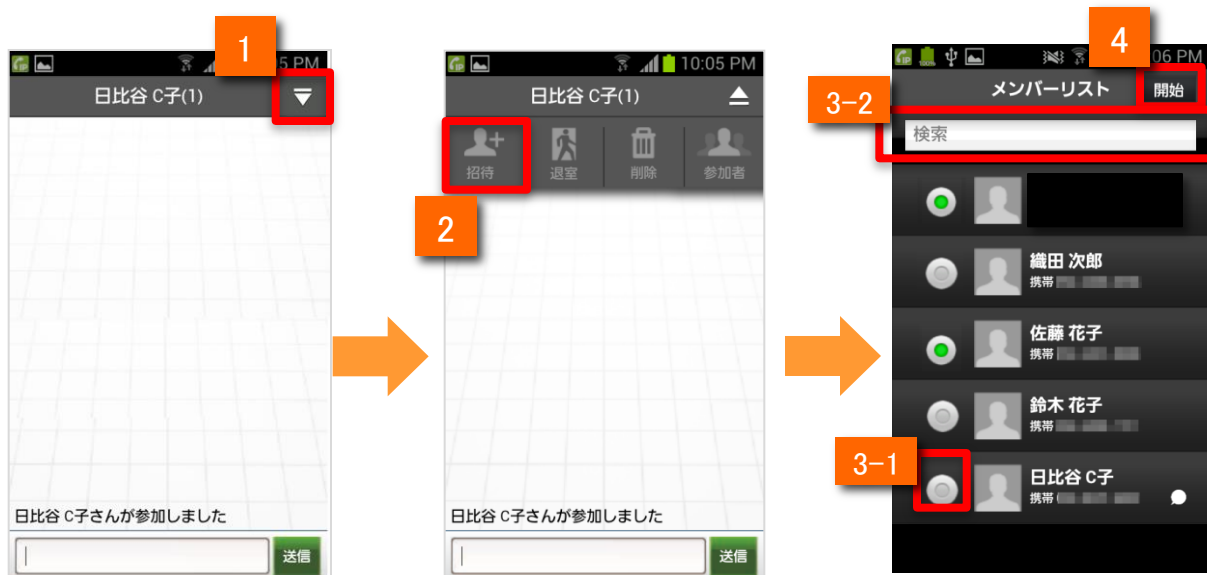 1
5 PM
日比谷 C子(1)
日比谷 C子さんが参加しました
送信
10:05 PM
日比谷 C子(1)
招待
退室
削除
参加者
2
日比谷 C子さんが参加しました
送信
4
06 PM
メンバーリスト
開始
3-2
検索
織田 次郎
携帯
佐藤 花子
携帯
鈴木 花子
携帯
3-1
日比谷 C子
携帯